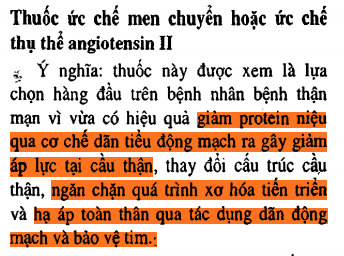 Thuốc ức chế men chuyển hoặc ức chế
thụ thể angiotensin II
Ý nghĩa: thuốc này được xem là lựa
chọn hàng đầu trên bệnh nhân bệnh thận
mạn vì vừa có hiệu quả giảm protein niệu
qua cơ chế dãn tiểu động mạch ra gây giảm
áp lực tại cầu thận, thay đổi cấu trúc cầu
thận, ngăn chặn quá trình xơ hóa tiến triển
và hạ áp toàn thân qua tác dụng dãn động
mạch và bảo vệ tim.